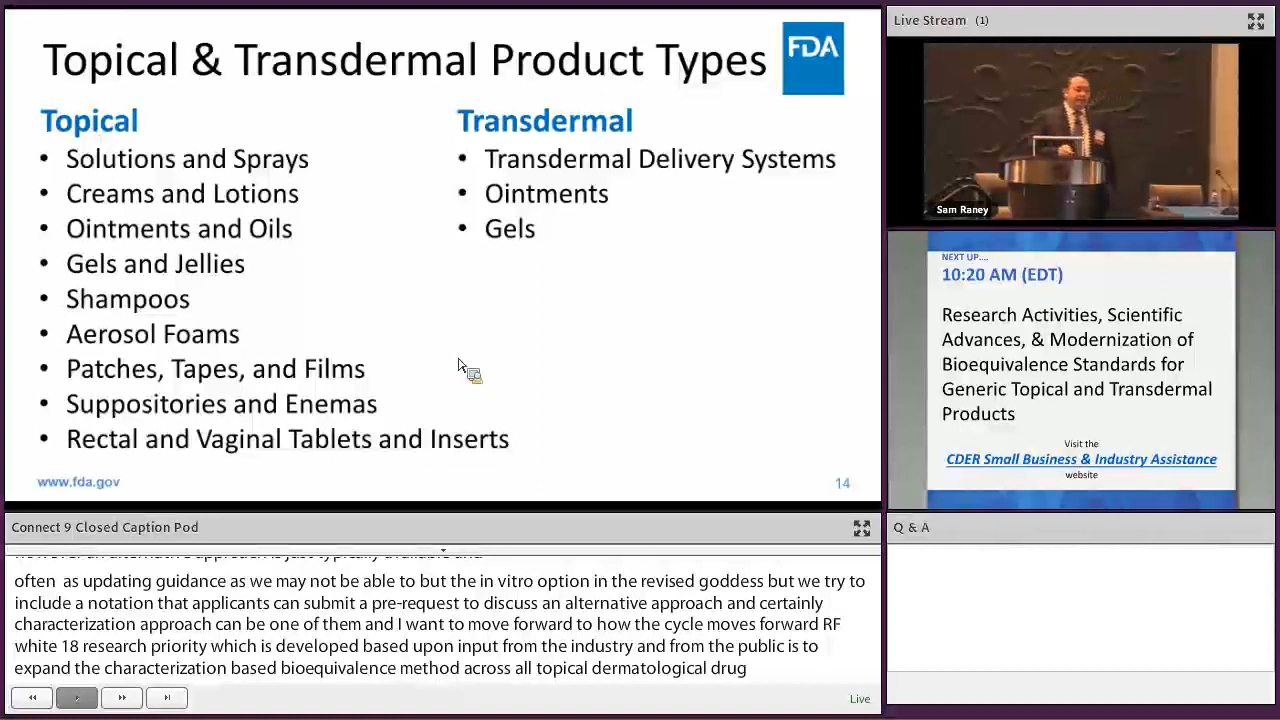 Topical & Transdermal Product Types
FDA
Topical
• Solutions and Sprays
• Creams and Lotions
• Ointments and Oils
• Gels and Jellies
• Shampoos
• Aerosol Foams
• Patches, Tapes, and Films
• Suppositories and Enemas
• Rectal and Vaginal Tablets and Inserts
Transdermal
• Transdermal Delivery Systems
• Ointments
• Gels
www.fda.gov
14
Live Stream (1)
Sam Raney
NEXT UP....
10:20 AM (EDT)
Research Activities, Scientific
Advances, & Modernization of
Bioequivalence Standards for
Generic Topical and Transdermal
Products
Visit the
CDER Small Business & Industry Assistance
website
Connect 9 Closed Caption Pod
often as updating guidance as we may not be able to but the in vitro option in the revised goddess but we try to
include a notation that applicants can submit a pre-request to discuss an alternative approach and certainly
characterization approach can be one of them and I want to move forward to how the cycle moves forward RF
white 18 research priority which is developed based upon input from the industry and from the public is to
expand the characterization based bioequivalence method across all topical dermatological drug
Live
Q & A